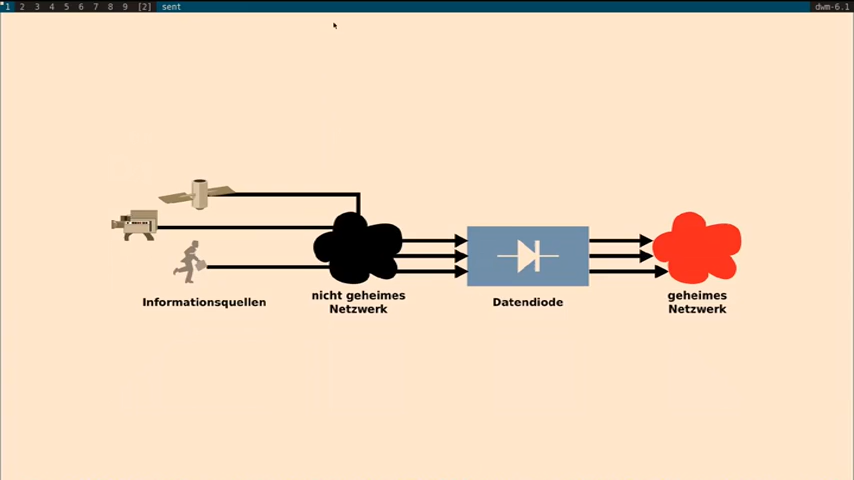 1 2 3 4 5 6 7 8 9 [2] sent dwm-6.1
Informationsquellen
nicht geheimes
Netzwerk
Datendiode
geheimes
Netzwerk